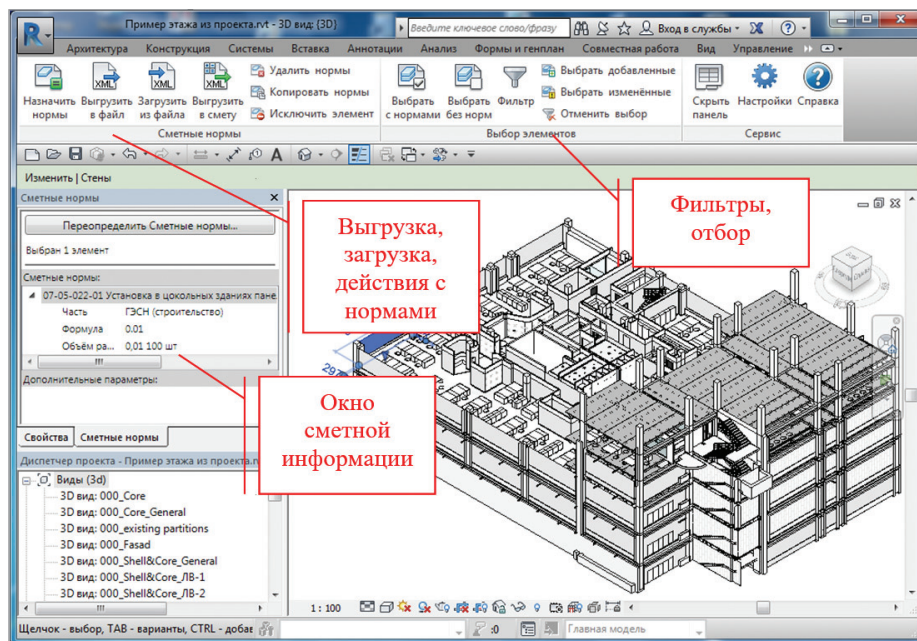 Пример этажа из проекта.rvt - 3D вид: {3D}
Введите ключевое слово/фразу
Вход в службы
Архитектура Конструкция Системы Вставка Аннотации Анализ Формы и генплан Совместная работа Вид Управление
Назначить нормы
Выгрузить в файл
Загрузить из файла
Выгрузить в смету
Удалить нормы
Копировать нормы
Исключить элемент
Выбрать с нормами
Выбрать без норм
Фильтр
Выбрать добавленные
Выбрать изменённые
Отменить выбор
Скрыть панель
Настройки
Справка
Сметные нормы
Выбор элементов
Сервис
Изменить | Стены
Сметные нормы
Переопределить Сметные нормы...
Выбран 1 элемент
Сметные нормы:
07-05-022-01 Установка в цокольных зданиях пане
Часть ГЭСН (строительство)
Формула 0.01
Объём ра... 0,01 100 шт
Дополнительные параметры:
Свойства Сметные нормы
Диспетчер проекта - Пример этажа из проекта.rv
Виды (3d)
3D вид: 000_Core
3D вид: 000_Core_General
3D вид: 000_existing partitions
3D вид: 000_Fasad
3D вид: 000_Shell&Core_General
3D вид: 000_Shell&Core_ЛВ-1
3D вид: 000_Shell&Core_ЛВ-2
Выгрузка,
загрузка,
действия с
нормами
Фильтры,
отбор
Окно
сметной
информации
1 : 100
Щелчок - выбор, TAB - варианты, CTRL - добав
:0
Главная модель